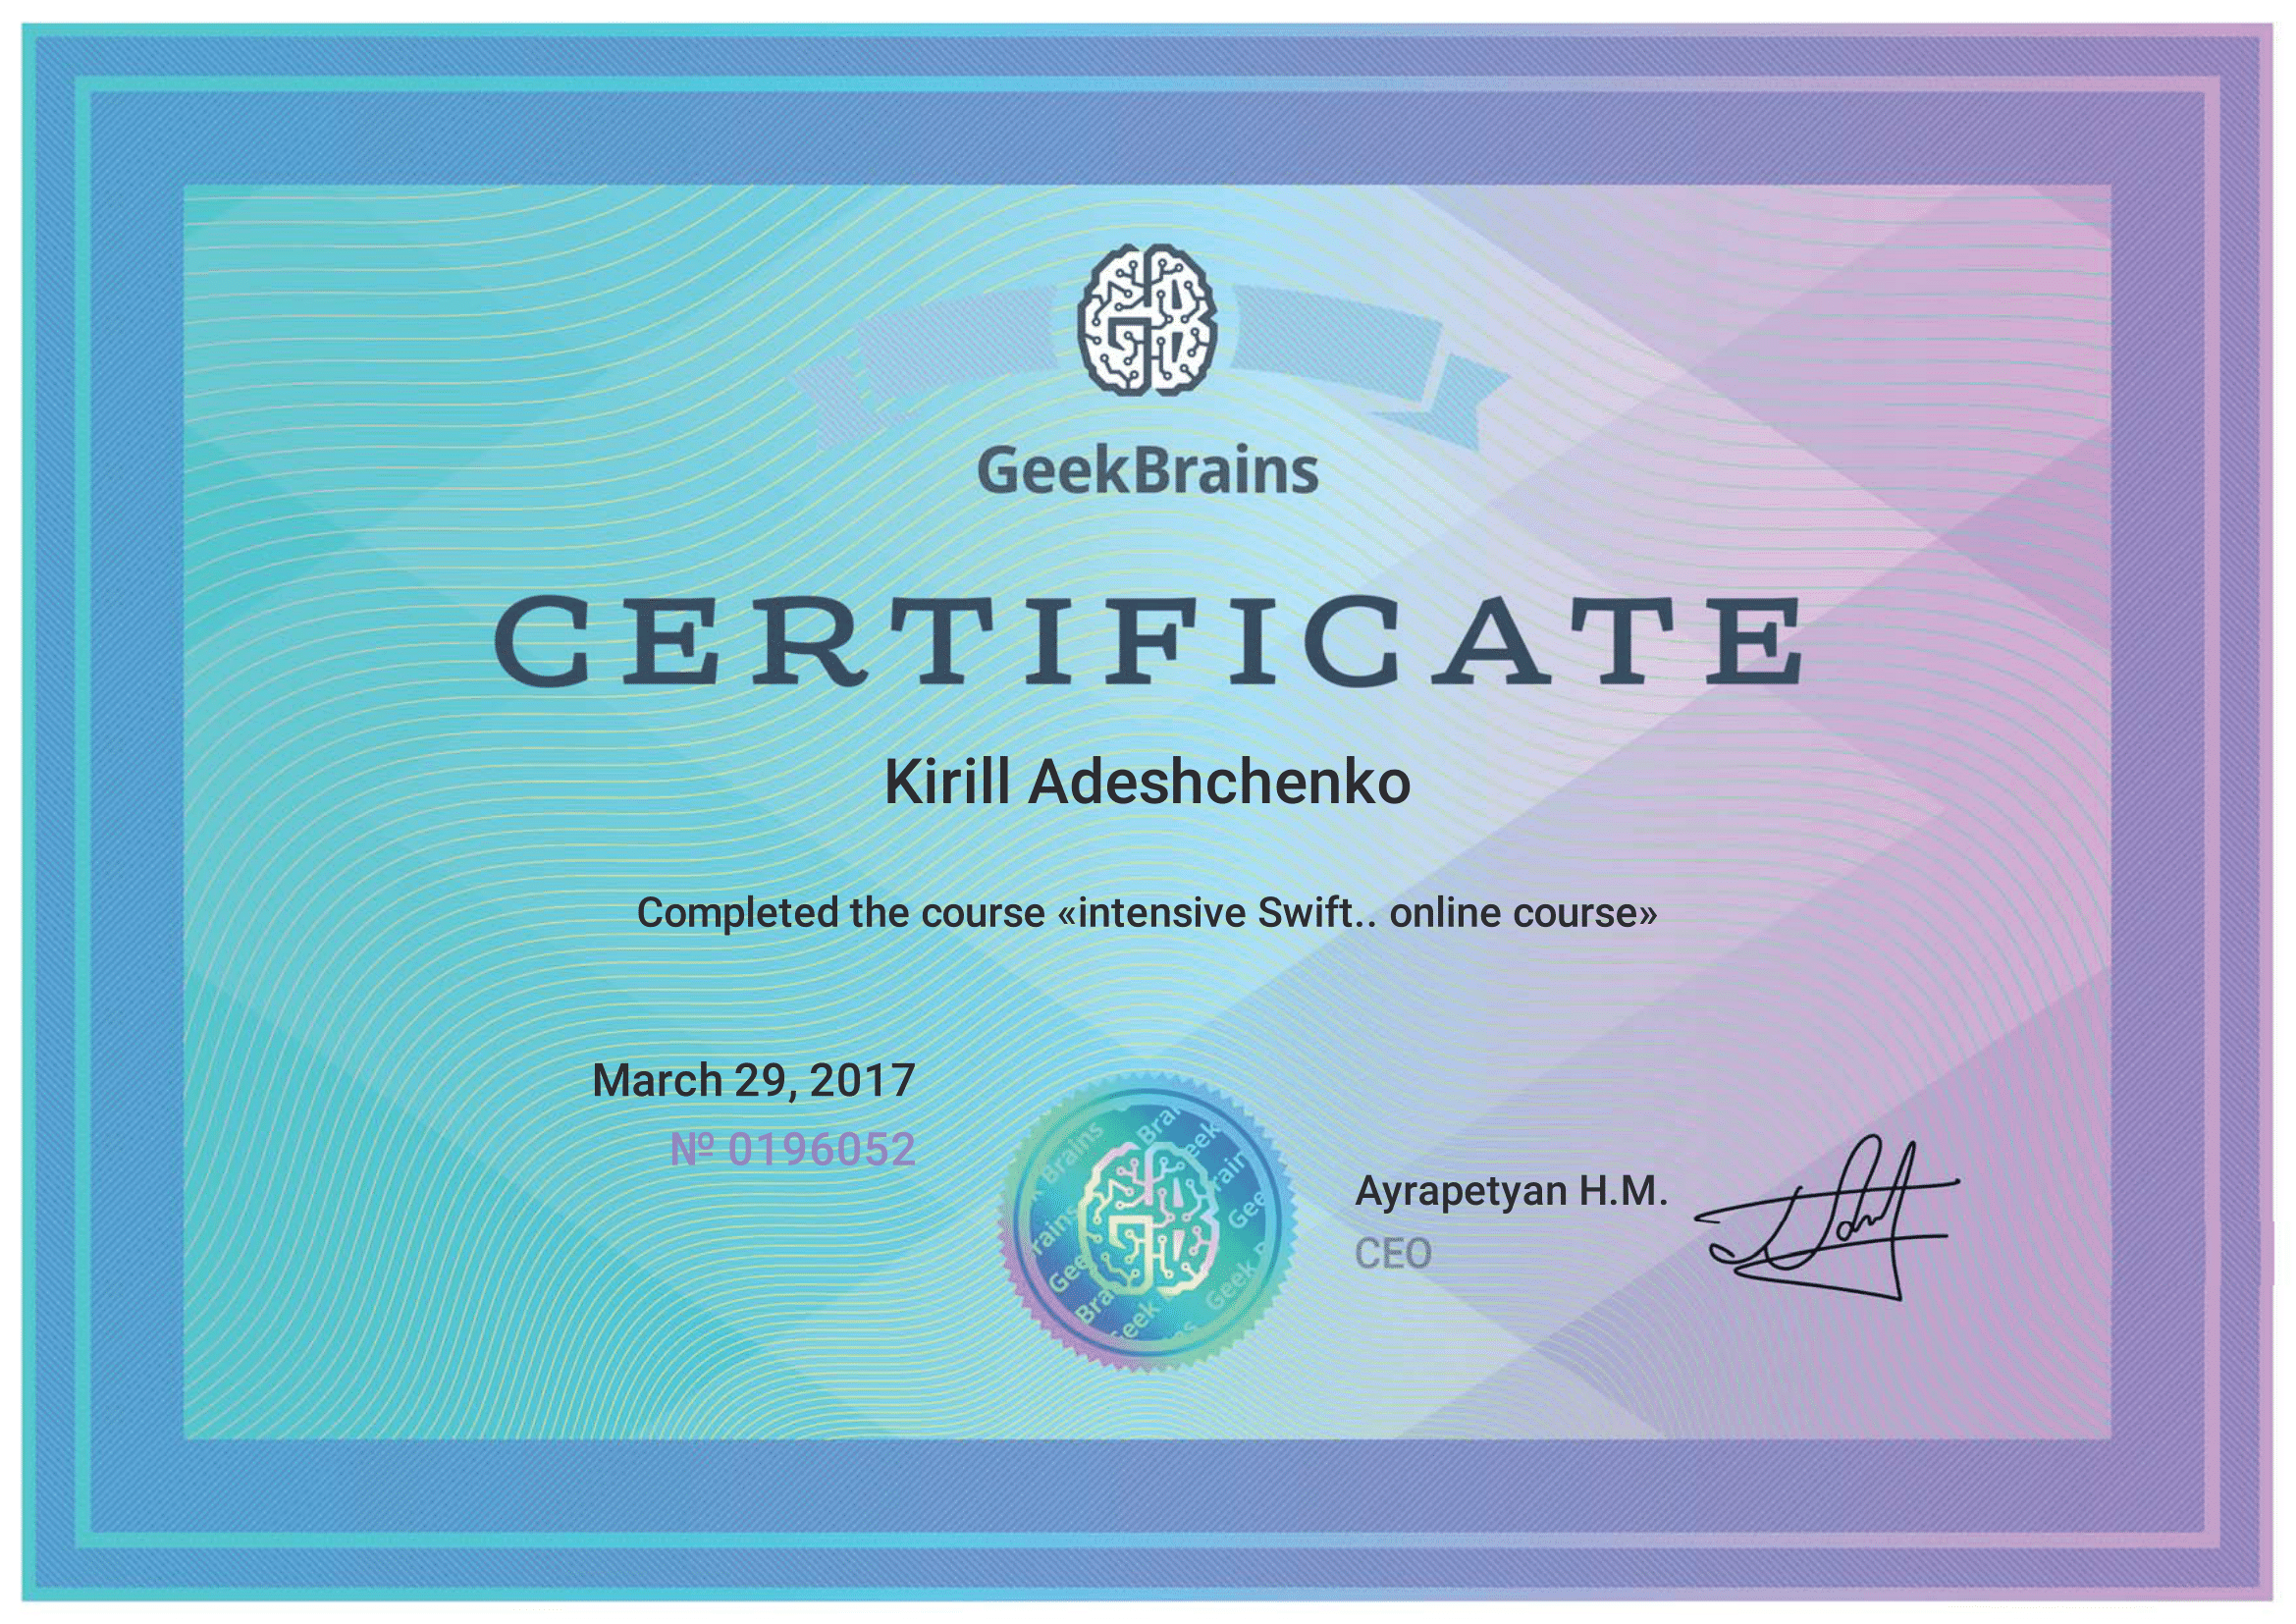 GeekBrains
CERTIFICATE
Kirill Adeshchenko
Completed the course «intensive Swift.. online course»
March 29, 2017
№ 0196052
Ayrapetyan H.M.
CEO